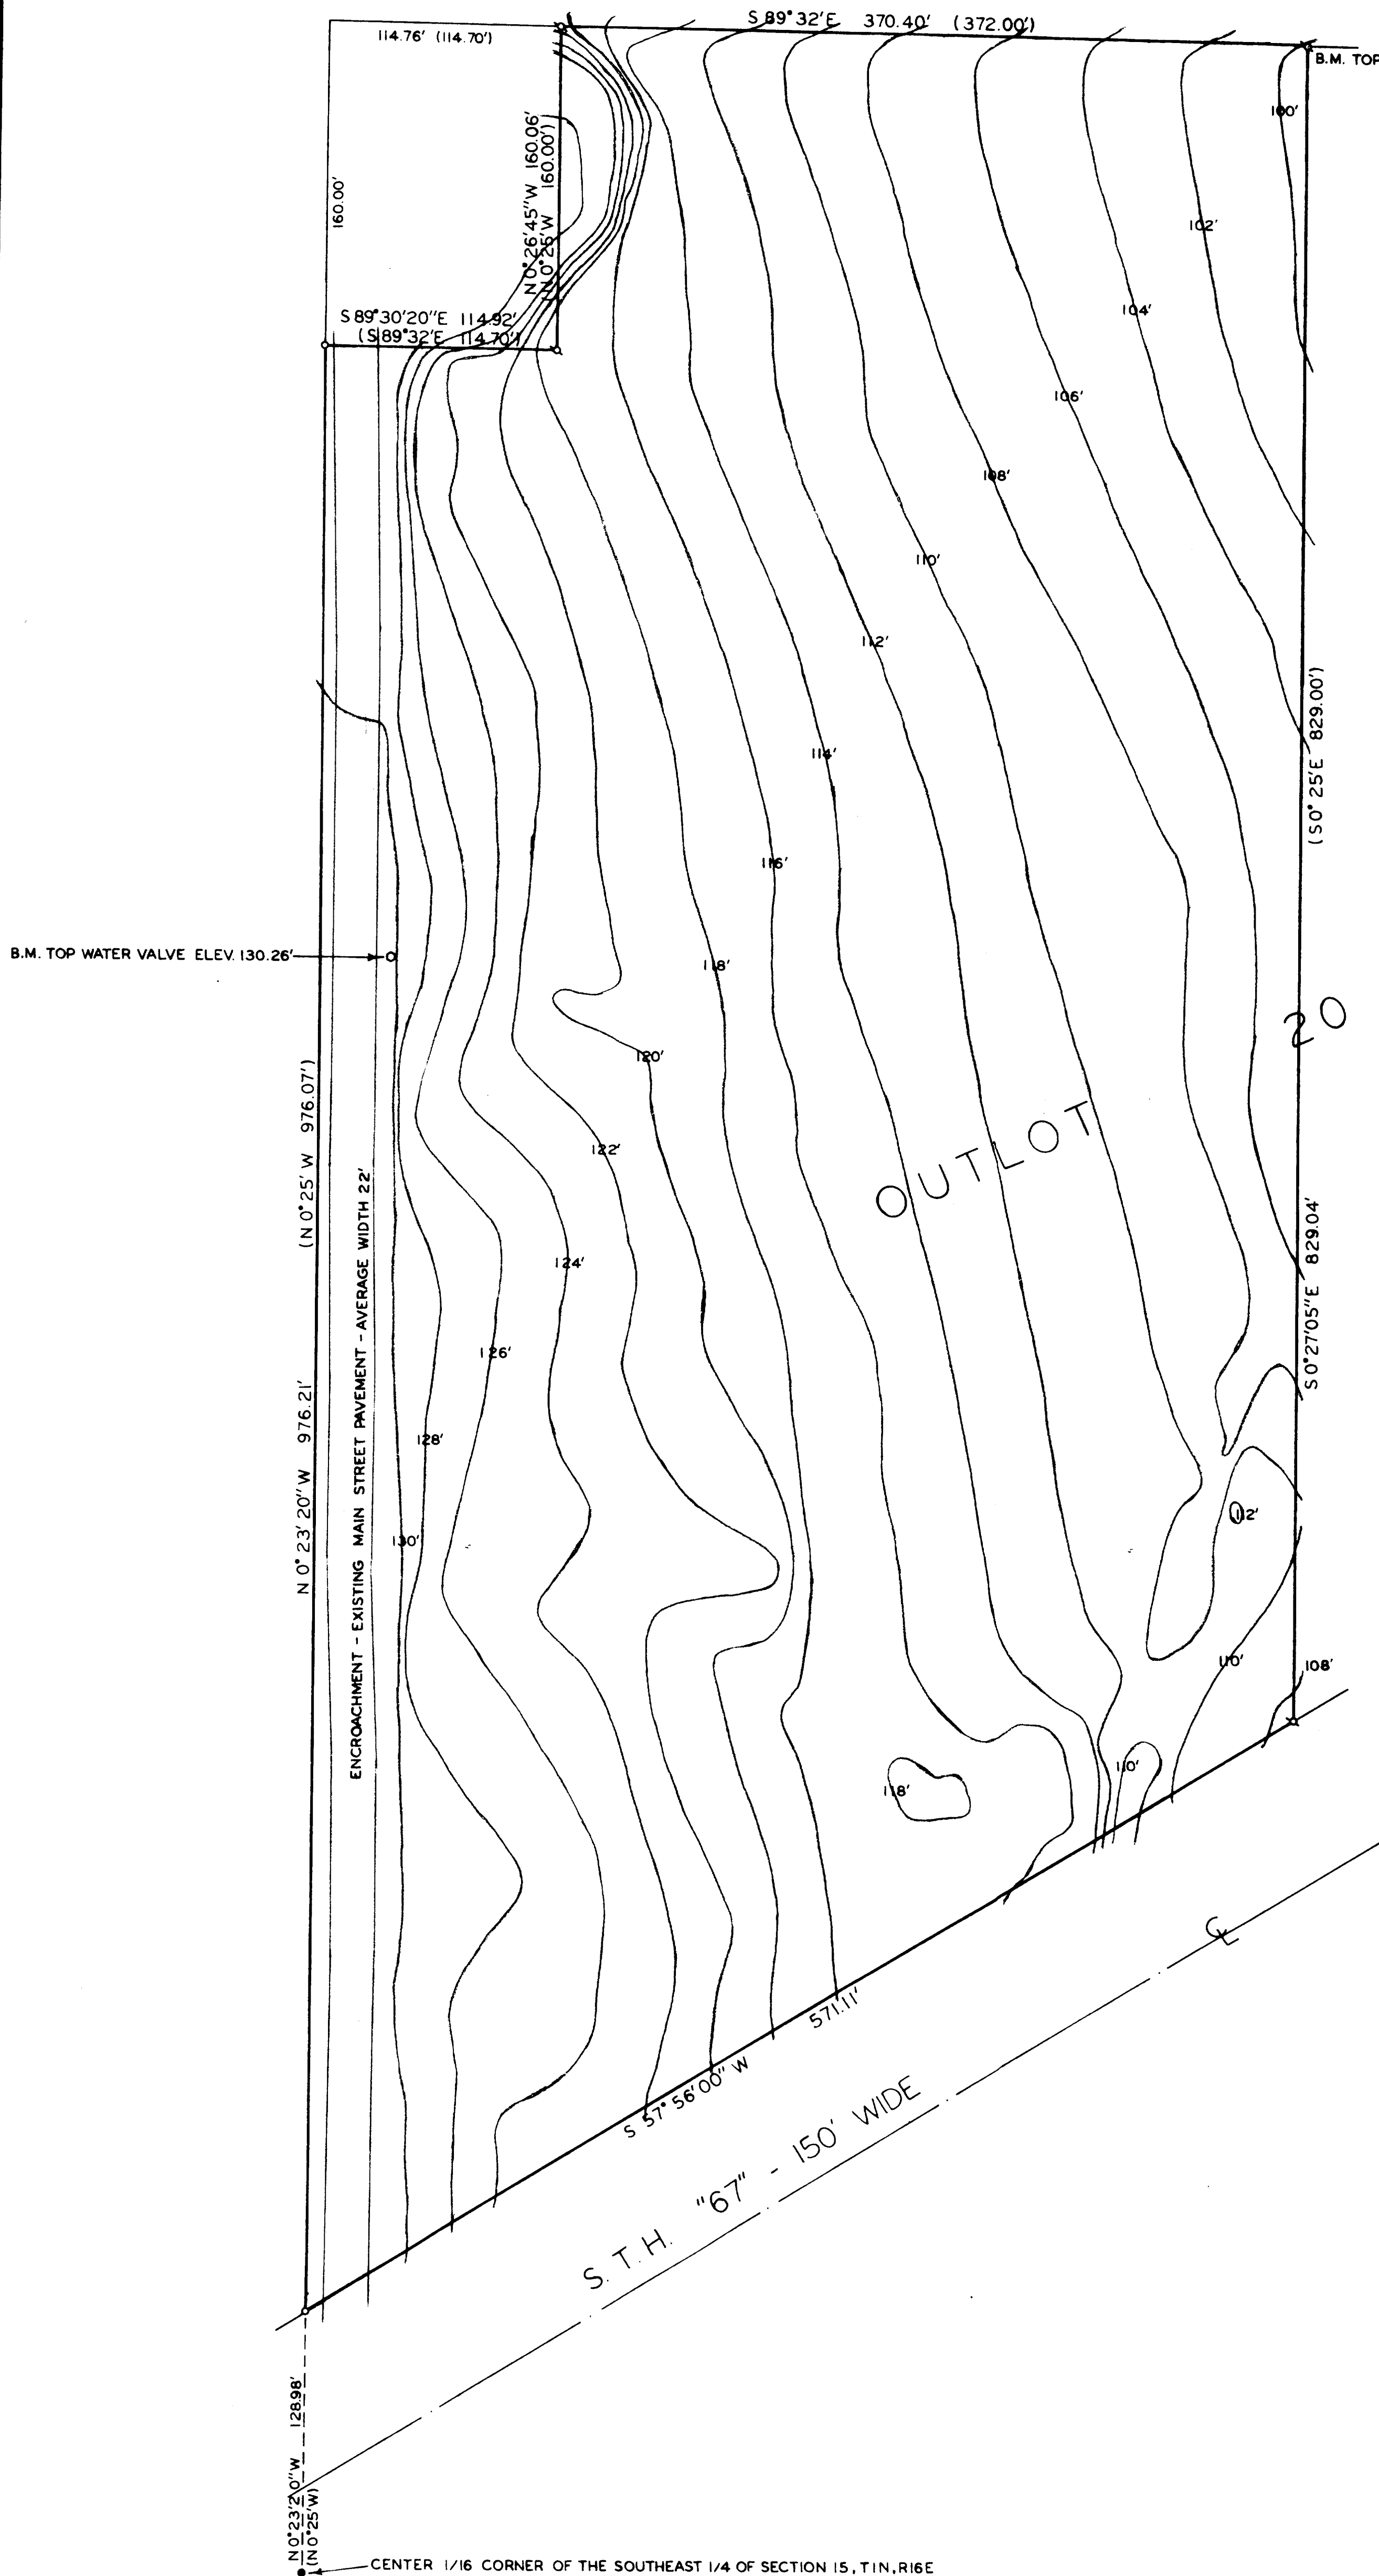 S 89° 32' E 370.40' (372.00')
114.76' (114.70')
B.M. TOP
100'
N 0° 26' 45" W 160.06'
(N 0° 25' W 160.00')
160.00'
102'
104'
S 89° 30' 20" E 114.92'
(S 89° 32' E 114.70')
106'
108'
110'
112'
(S 0° 25' E 829.00')
114'
116'
B.M. TOP WATER VALVE ELEV. 130.26'
118'
20
120'
(N 0° 25' W 976.07')
122'
OUTLOT
124'
S 0° 27' 05" E 829.04'
126'
N 0° 23' 20" W 976.21'
128'
ENCROACHMENT - EXISTING MAIN STREET PAVEMENT - AVERAGE WIDTH 22'
112'
130'
110'
108'
110'
118'
℄
571.11'
S 57° 56' 00" W
S.T.H. "67" - 150' WIDE
N 0° 23' 20" W 128.98'
(N 0° 25' W)
CENTER 1/16 CORNER OF THE SOUTHEAST 1/4 OF SECTION 15, T1N, R16E